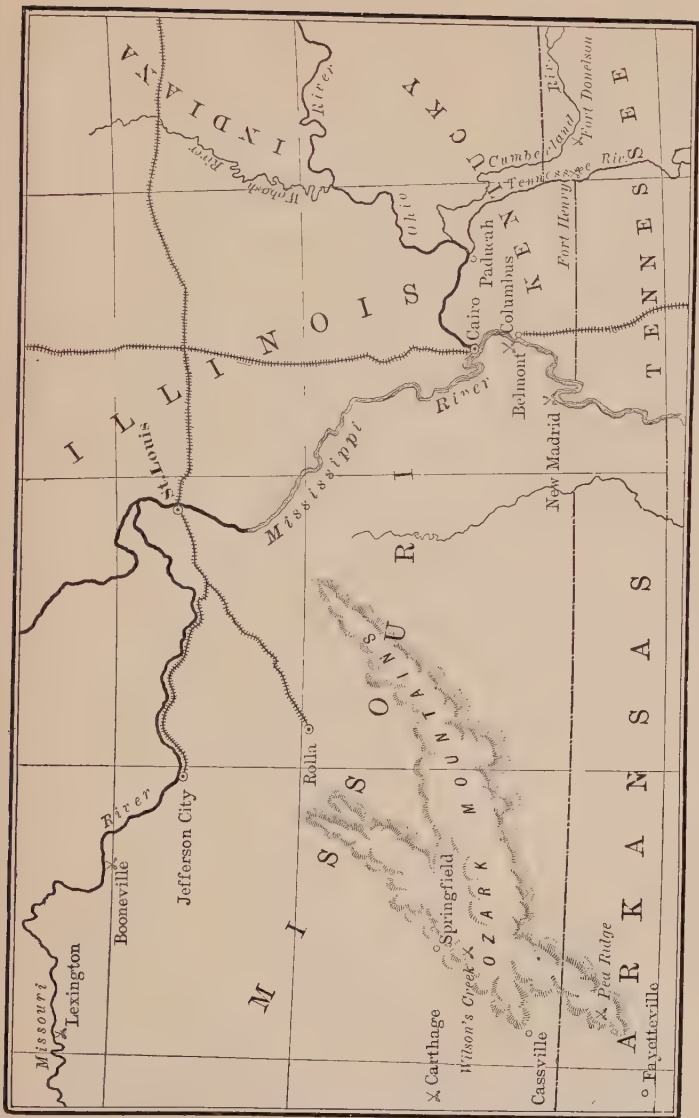 INDIANA
ILLINOIS
KENTUCKY
TENNESSEE
MISSOURI
ARKANSAS
OZARK MOUNTAINS
Wabash River
Ohio River
Cumberland Riv.
Tennessee Riv.
Fort Donelson
Fort Henry
Paducah
Cairo
Columbus
Belmont
New Madrid
Mississippi River
St. Louis
Missouri River
Lexington
Booneville
Jefferson City
Rolla
Springfield
Wilson's Creek
Carthage
Cassville
Pea Ridge
Fayetteville